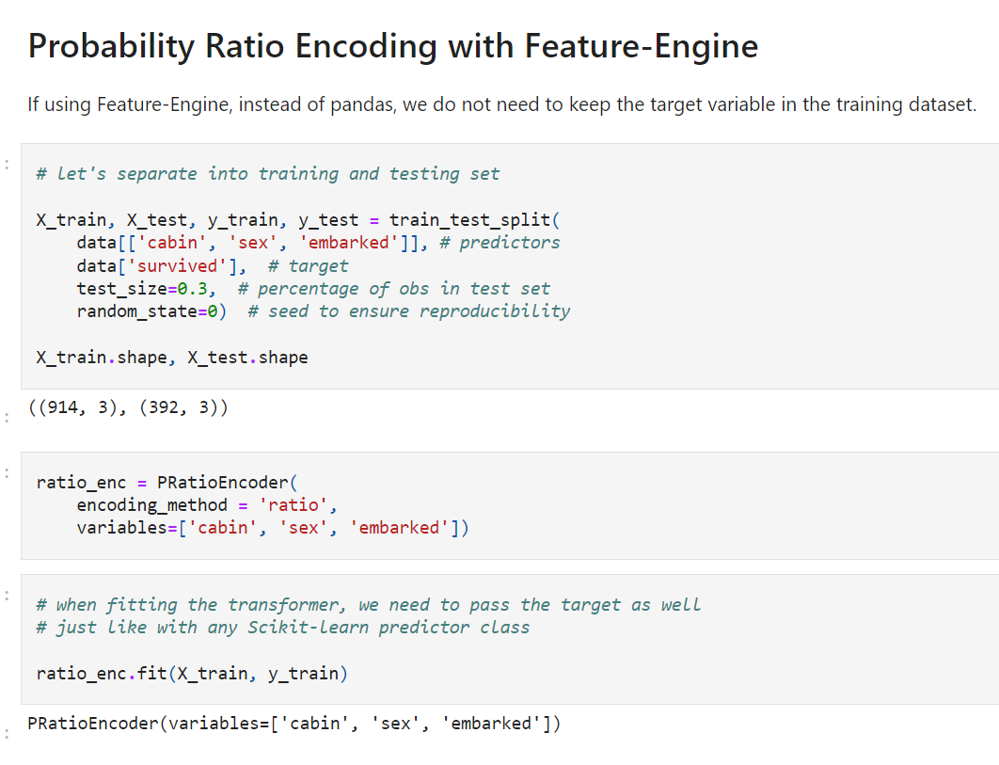 Probability Ratio Encoding with Feature-Engine
If using Feature-Engine, instead of pandas, we do not need to keep the target variable in the training dataset.
:
# let's separate into training and testing set
X_train, X_test, y_train, y_test = train_test_split(
data[['cabin', 'sex', 'embarked']], # predictors
data['survived'], # target
test_size=0.3, # percentage of obs in test set
random_state=0) # seed to ensure reproducibility
X_train.shape, X_test.shape
:
((914, 3), (392, 3))
:
ratio_enc = PRatioEncoder(
encoding_method = 'ratio',
variables=['cabin', 'sex', 'embarked'])
:
# when fitting the transformer, we need to pass the target as well
# just like with any Scikit-learn predictor class
ratio_enc.fit(X_train, y_train)
:
PRatioEncoder(variables=['cabin', 'sex', 'embarked'])